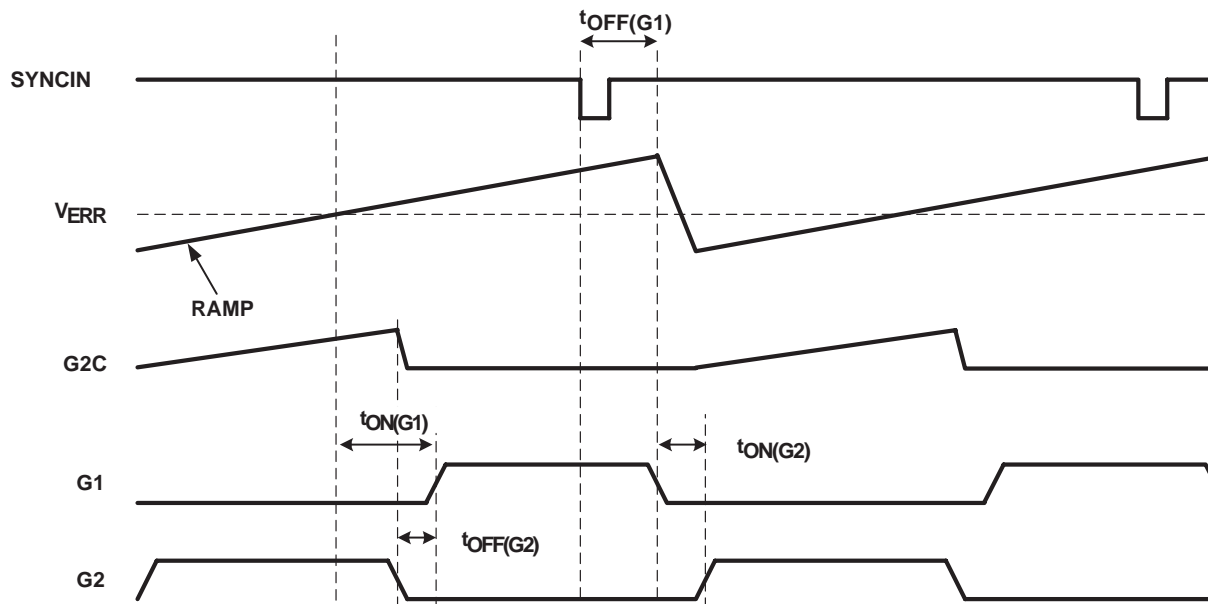 tOFF(G1)
SYNCIN
VERR
RAMP
G2C
tON(G1)
tON(G2)
G1
tOFF(G2)
G2